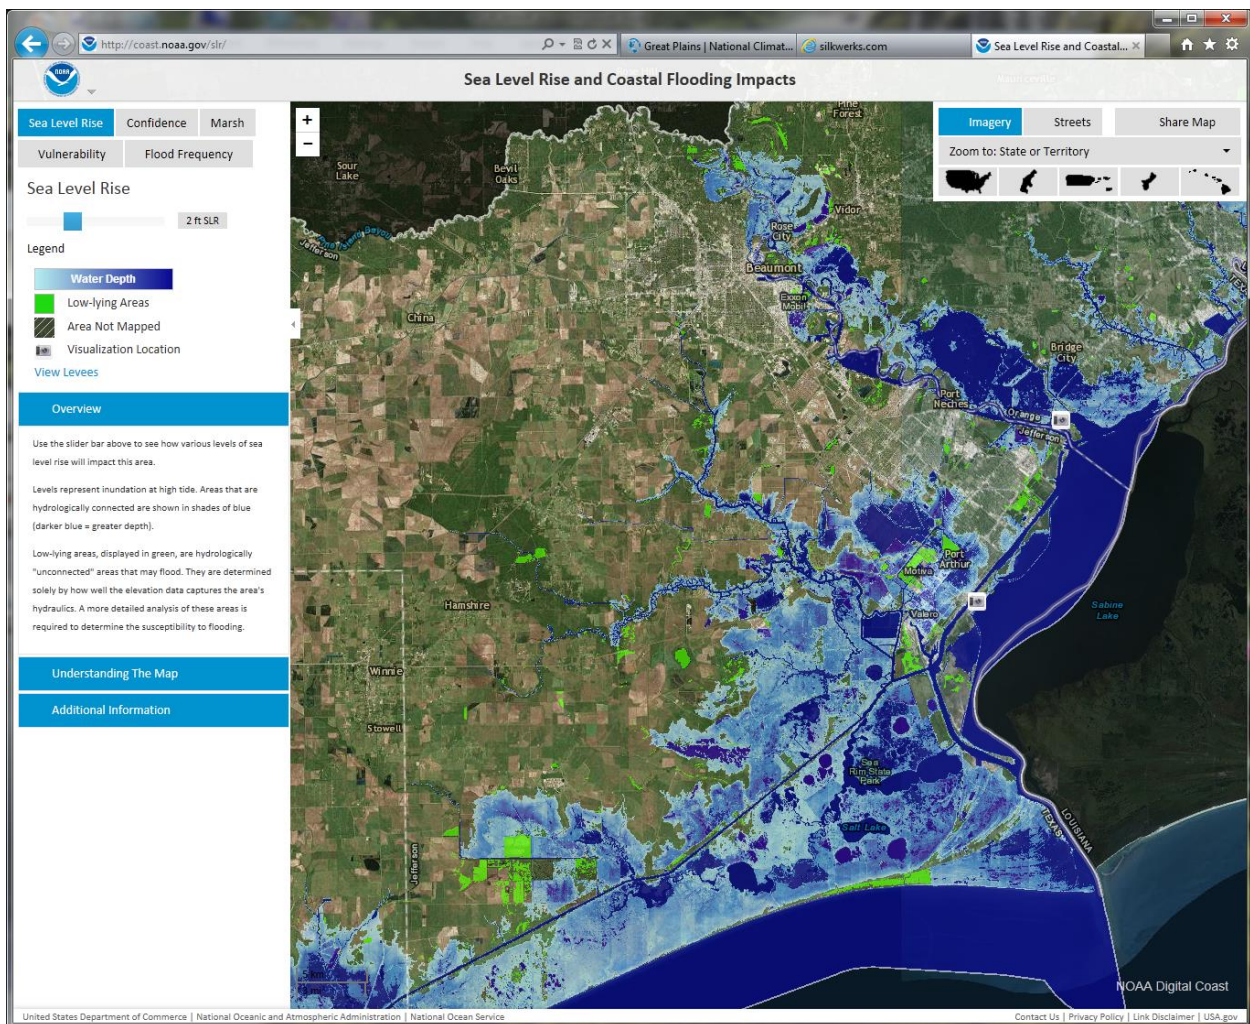 http://coast.noaa.gov/slr/
Great Plains | National Climat...
silkwerks.com
Sea Level Rise and Coastal...
NOAA
Sea Level Rise and Coastal Flooding Impacts
Sea Level Rise
Confidence
Marsh
Vulnerability
Flood Frequency
Sea Level Rise
2 ft SLR
Legend
Water Depth
Low-lying Areas
Area Not Mapped
Visualization Location
View Levees
Overview
Use the slider bar above to see how various levels of sea
level rise will impact this area.
Levels represent inundation at high tide. Areas that are
hydrologically connected are shown in shades of blue
(darker blue = greater depth).
Low-lying areas, displayed in green, are hydrologically
"unconnected" areas that may flood. They are determined
solely by how well the elevation data captures the area's
hydraulics. A more detailed analysis of these areas is
required to determine the susceptibility to flooding.
Understanding The Map
Additional Information
+
−
Imagery
Streets
Share Map
Zoom to: State or Territory
Pine
Forest
Sour
Lake
Bevil
Oaks
Vidor
Rose
City
Jefferson
Beaumont
Exxon
Mobil
China
Bridge
City
Port
Neches
Orange
Jefferson
Port
Arthur
Motiva
Valero
Sabine
Lake
Hamshire
Winnie
Stowell
Sea
Rim State
Park
Salt Lake
LOUISIANA
TEXAS
Jefferson
5 km
3 mi
NOAA Digital Coast
United States Department of Commerce | National Oceanic and Atmospheric Administration | National Ocean Service
Contact Us | Privacy Policy | Link Disclaimer | USA.gov